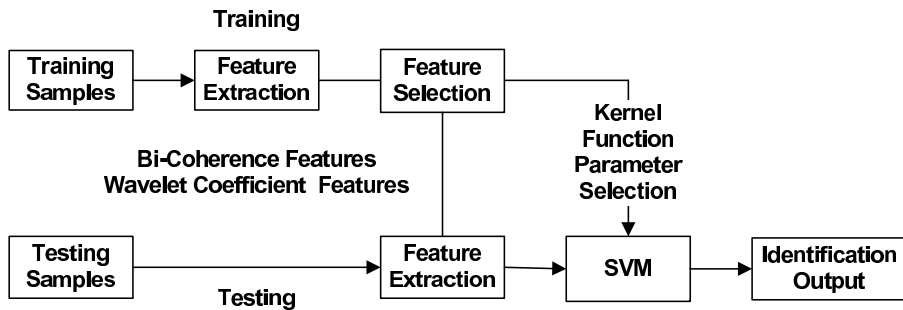 Training
Training
Samples
Feature
Extraction
Feature
Selection
Kernel
Function
Parameter
Selection
Bi-Coherence Features
Wavelet Coefficient Features
Testing
Samples
Feature
Extraction
SVM
Identification
Output
Testing